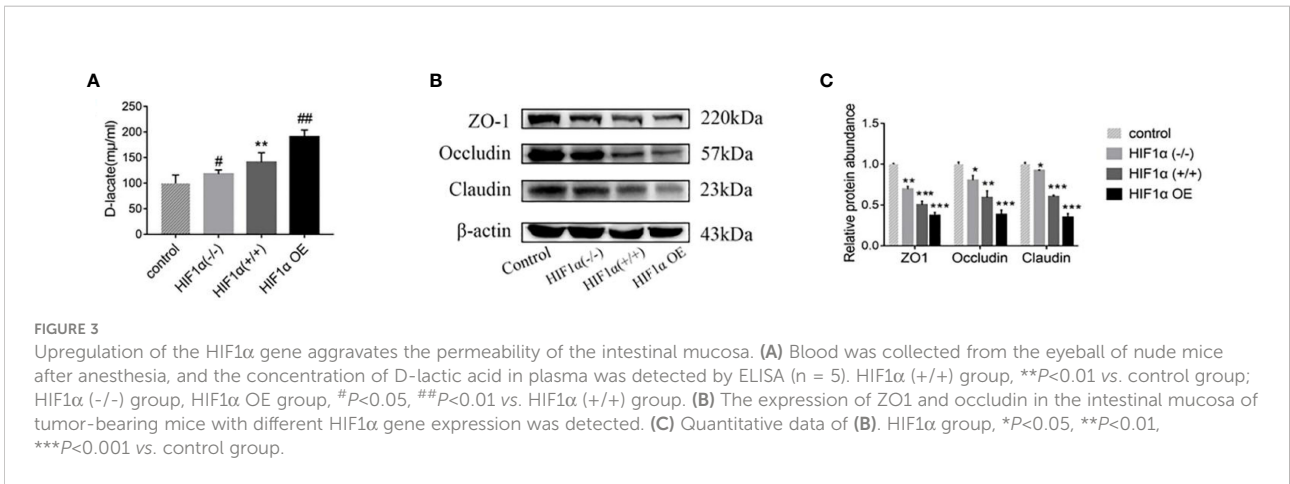 A
B
C
D-lacate(mμ/ml)
250
200
150
100
50
0
#
**
##
control
HIF1α(-/-)
HIF1α(+/+)
HIF1α OE
ZO-1
220kDa
Occludin
57kDa
Claudin
23kDa
β-actin
43kDa
Control
HIF1α(-/-)
HIF1α(+/+)
HIF1α OE
Relative protein abundance
1.5
1.0
0.5
0.0
** *** ***
* ** ***
* *** ***
ZO1 Occludin Claudin
control
HIF1α (-/-)
HIF1α (+/+)
HIF1α OE
FIGURE 3
Upregulation of the HIF1α gene aggravates the permeability of the intestinal mucosa. (A) Blood was collected from the eyeball of nude mice
after anesthesia, and the concentration of D-lactic acid in plasma was detected by ELISA (n = 5). HIF1α (+/+) group, **P<0.01 vs. control group;
HIF1α (-/-) group, HIF1α OE group, #P<0.05, ##P<0.01 vs. HIF1α (+/+) group. (B) The expression of ZO1 and occludin in the intestinal mucosa of
tumor-bearing mice with different HIF1α gene expression was detected. (C) Quantitative data of (B). HIF1α group, *P<0.05, **P<0.01,
***P<0.001 vs. control group.